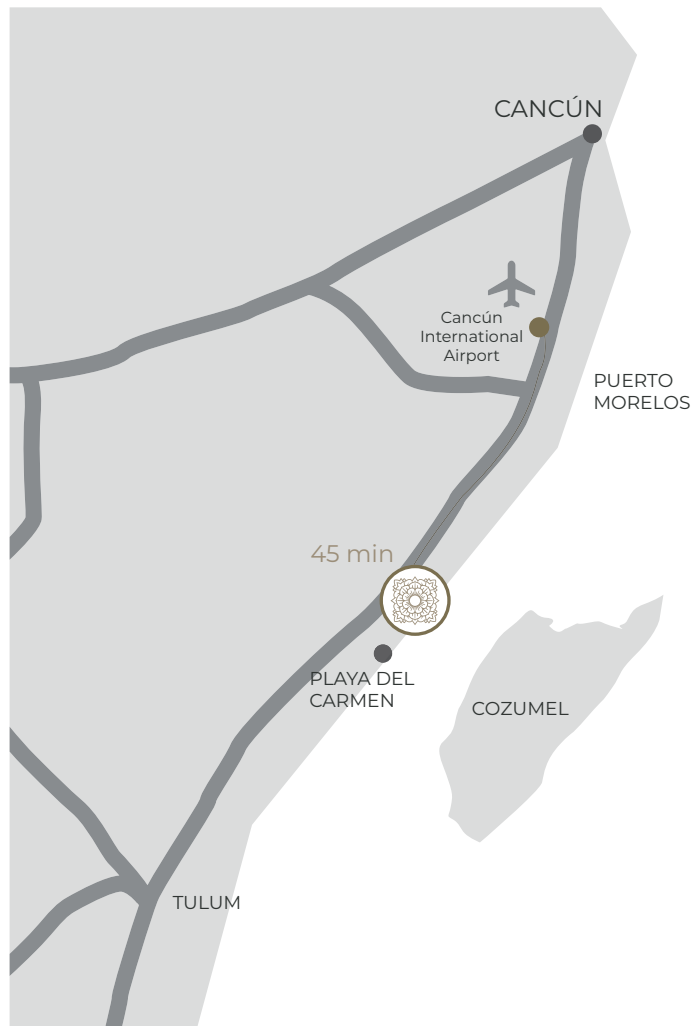 CANCÚN
Cancún
International
Airport
PUERTO
MORELOS
45 min
PLAYA DEL
CARMEN
COZUMEL
TULUM